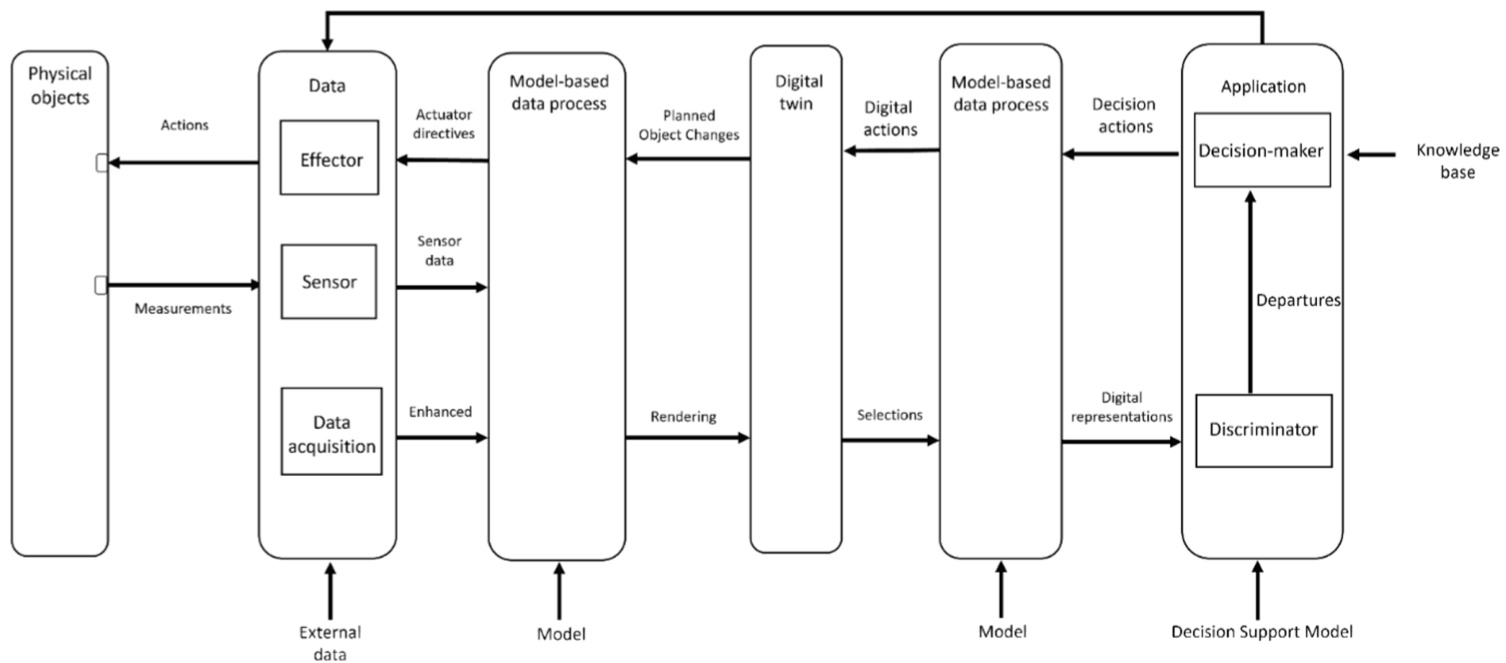 Physical
objects
Actions
Measurements
Data
Effector
Sensor
Data
acquisition
External
data
Actuator
directives
Sensor
data
Enhanced
Model-based
data process
Model
Planned
Object Changes
Rendering
Digital
twin
Digital
actions
Selections
Model-based
data process
Model
Decision
actions
Digital
representations
Application
Decision-maker
Departures
Discriminator
Decision Support Model
Knowledge
base